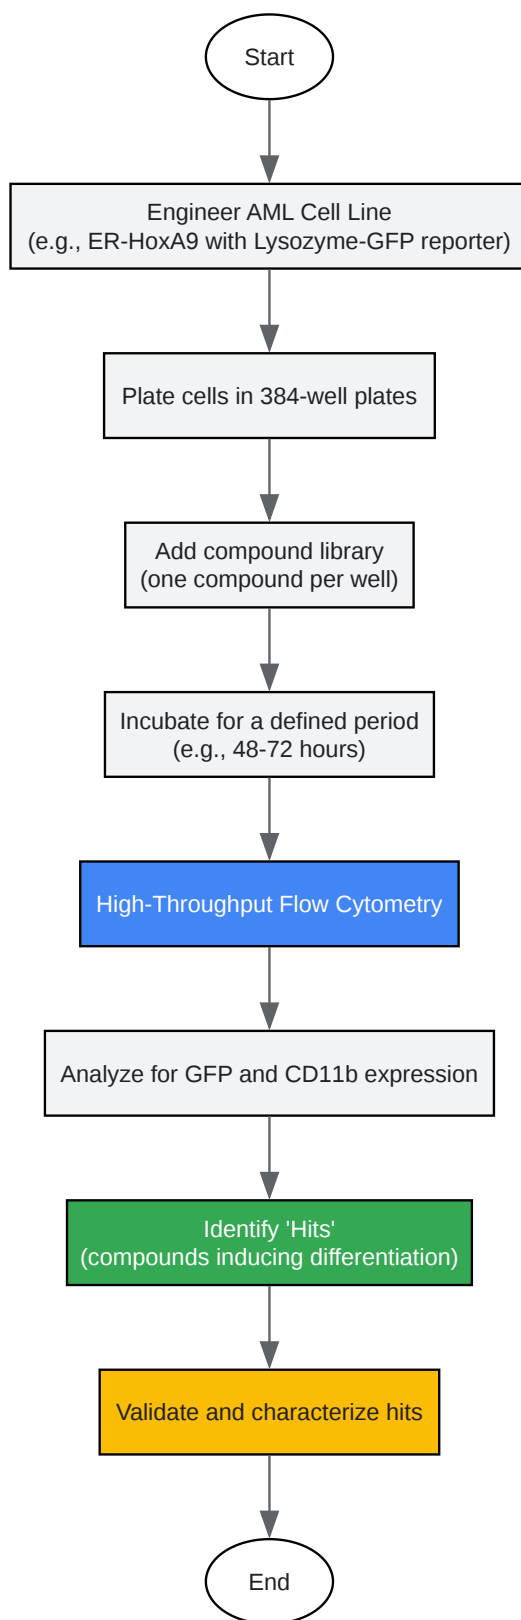 Start
Engineer AML Cell Line
(e.g., ER-HoxA9 with Lysozyme-GFP reporter)
Plate cells in 384-well plates
Add compound library
(one compound per well)
Incubate for a defined period
(e.g., 48-72 hours)
High-Throughput Flow Cytometry
Analyze for GFP and CD11b expression
Identify 'Hits'
(compounds inducing differentiation)
Validate and characterize hits
End